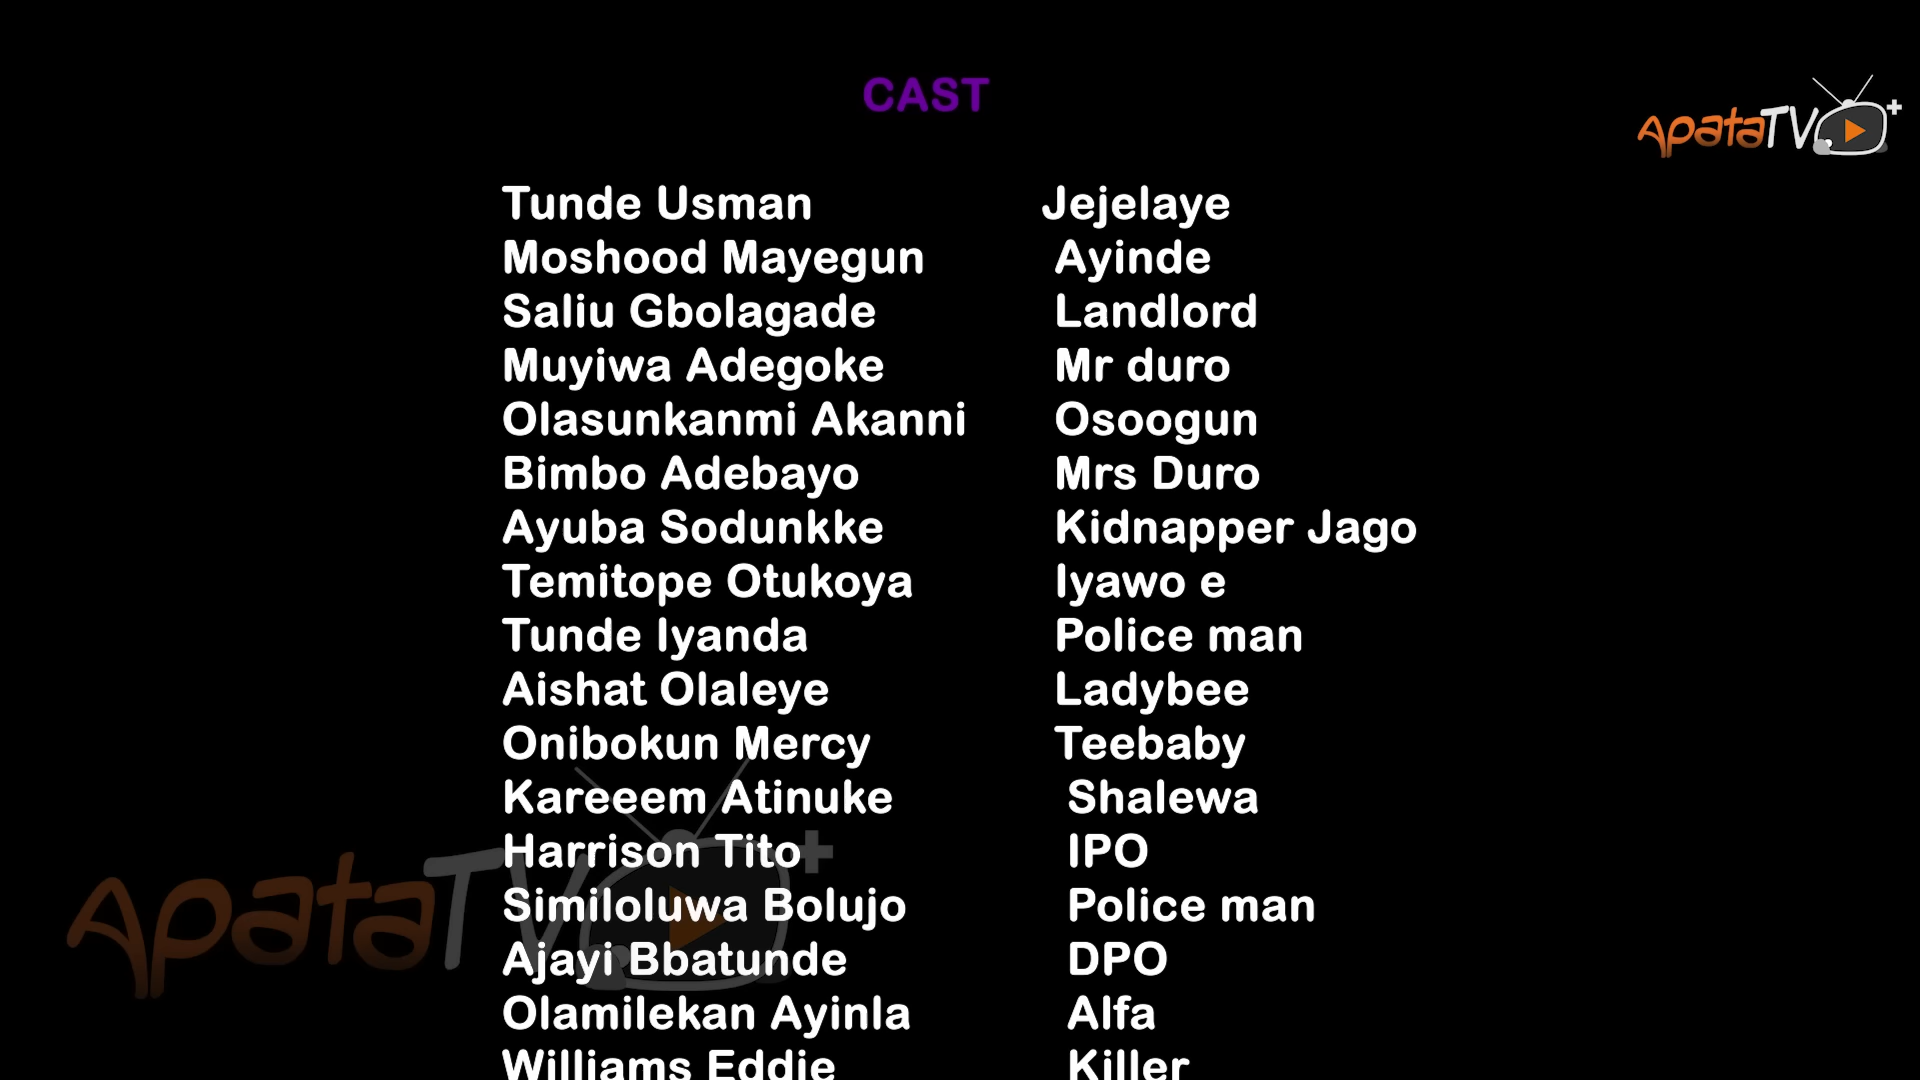 CAST
ApataTV+
Tunde Usman Jejelaye
Moshood Mayegun Ayinde
Saliu Gbolagade Landlord
Muyiwa Adegoke Mr duro
Olasunkanmi Akanni Osoogun
Bimbo Adebayo Mrs Duro
Ayuba Sodunkke Kidnapper Jago
Temitope Otukoya Iyawo e
Tunde Iyanda Police man
Aishat Olaleye Ladybee
Onibokun Mercy Teebaby
Kareeem Atinuke Shalewa
Harrison Tito IPO
Similoluwa Bolujo Police man
Ajayi Bbatunde DPO
Olamilekan Ayinla Alfa
Williams Eddie Killer
ApataTV+